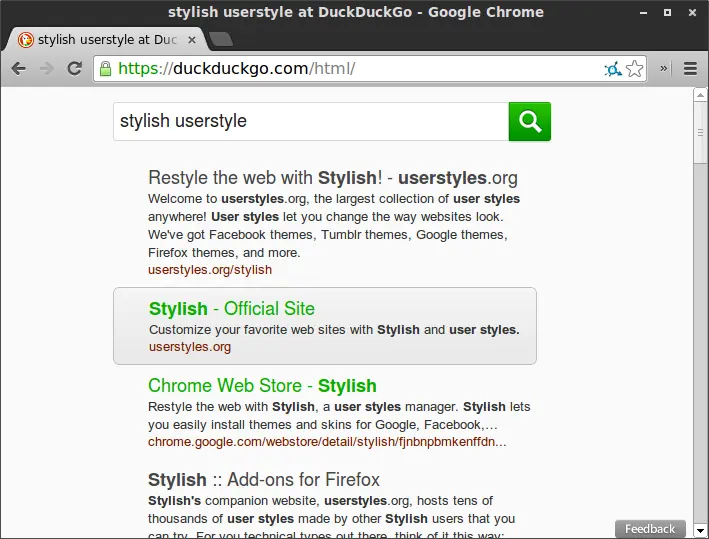 stylish userstyle at DuckDuckGo - Google Chrome
stylish userstyle at Duc
https://duckduckgo.com/html/
stylish userstyle
Restyle the web with Stylish! - userstyles.org
Welcome to userstyles.org, the largest collection of user styles
anywhere! User styles let you change the way websites look.
We've got Facebook themes, Tumblr themes, Google themes,
Firefox themes, and more.
userstyles.org/stylish
Stylish - Official Site
Customize your favorite web sites with Stylish and user styles.
userstyles.org
Chrome Web Store - Stylish
Restyle the web with Stylish, a user styles manager. Stylish lets
you easily install themes and skins for Google, Facebook,…
chrome.google.com/webstore/detail/stylish/fjnbnpbmkenffdn...
Stylish :: Add-ons for Firefox
Stylish's companion website, userstyles.org, hosts tens of
thousands of user styles made by other Stylish users that you
can try. For you technical types out there, think of it this way:
Feedback